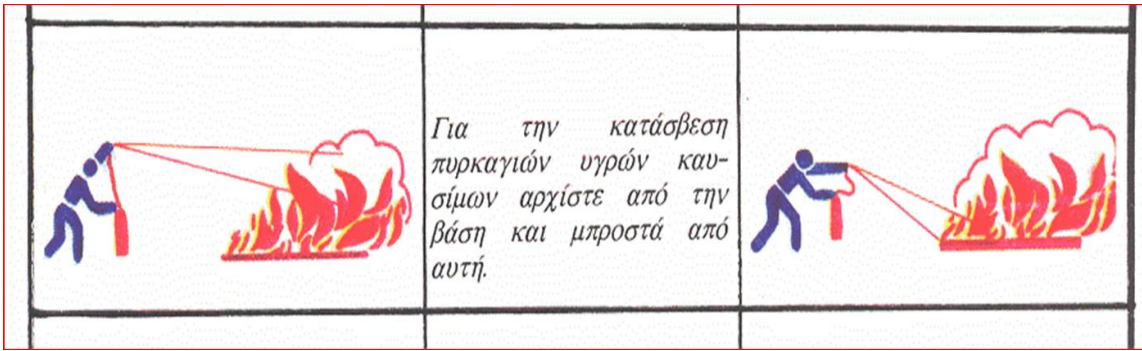 Για την κατάσβεση
πυρκαγιών υγρών καυ-
σίμων αρχίστε από την
βάση και μπροστά από
αυτή.